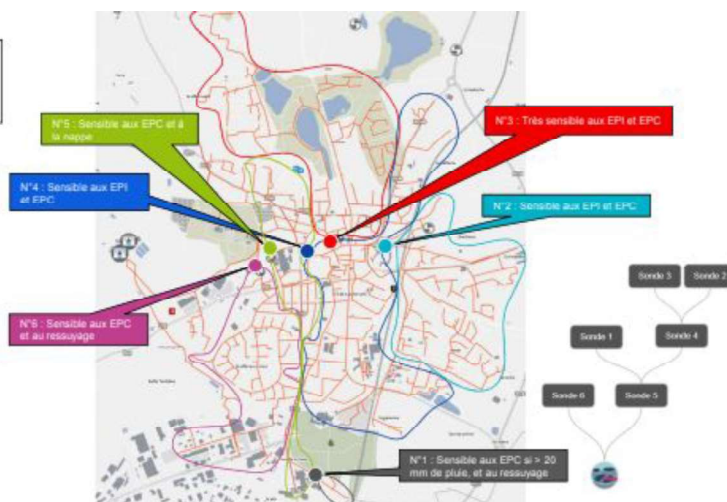 N°5 : Sensible aux EPC et à
la nappe
N°3 : Très sensible aux EPI et EPC
N°4 : Sensible aux EPI
et EPC
N°2 : Sensible aux EPI et EPC
N°6 : Sensible aux EPC
et au ressuyage
N°1 : Sensible aux EPC si > 20
mm de pluie, et au ressuyage
Sonde 3
Sonde 2
Sonde 1
Sonde 4
Sonde 6
Sonde 5